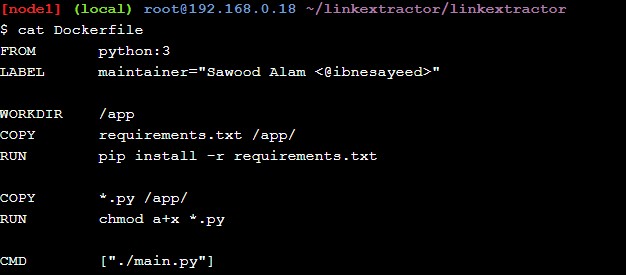 [node1] (local) root@192.168.0.18 ~/linkextractor/linkextractor
$ cat Dockerfile
FROM python:3
LABEL maintainer="Sawood Alam <@ibnesayeed>"
WORKDIR /app
COPY requirements.txt /app/
RUN pip install -r requirements.txt
COPY *.py /app/
RUN chmod a+x *.py
CMD ["./main.py"]